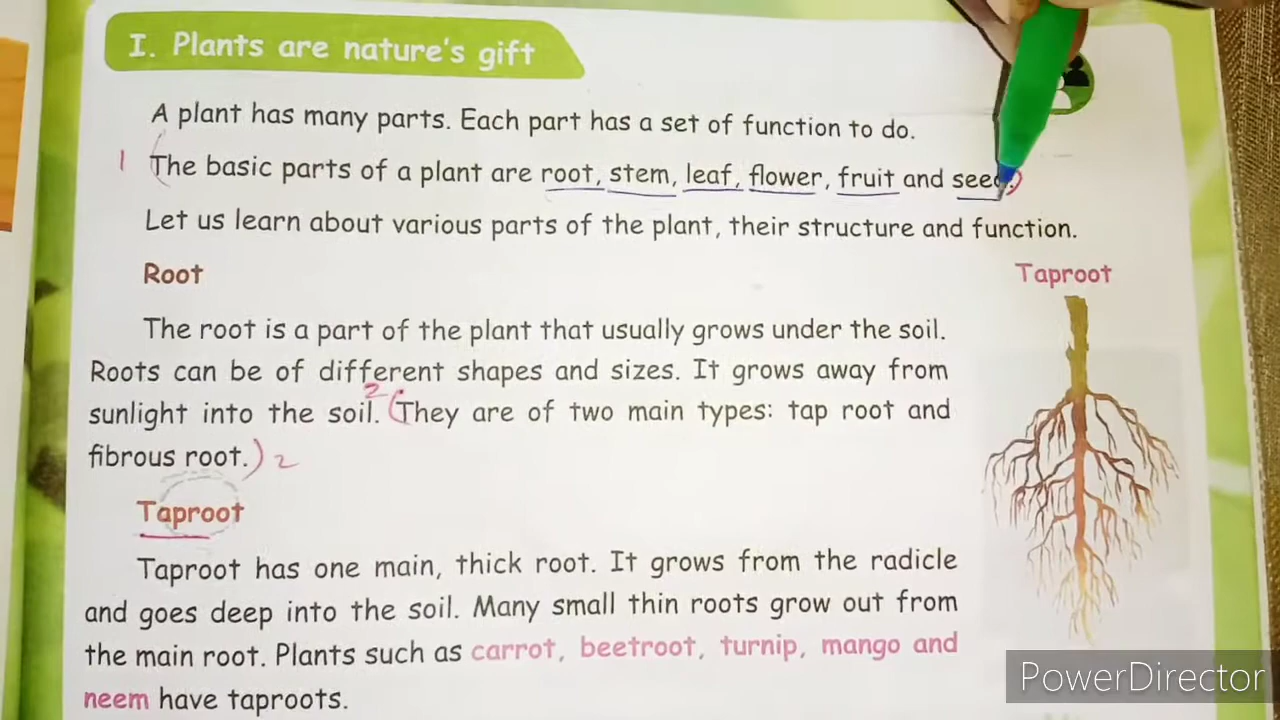 I. Plants are nature's gift
A plant has many parts. Each part has a set of function to do.
1 The basic parts of a plant are root, stem, leaf, flower, fruit and seed.)
Let us learn about various parts of the plant, their structure and function.
Root
Taproot
The root is a part of the plant that usually grows under the soil.
Roots can be of different shapes and sizes. It grows away from
2
sunlight into the soil. (They are of two main types: tap root and
fibrous root.) 2
Taproot
Taproot has one main, thick root. It grows from the radicle
and goes deep into the soil. Many small thin roots grow out from
the main root. Plants such as carrot, beetroot, turnip, mango and
neem have taproots.
PowerDirector